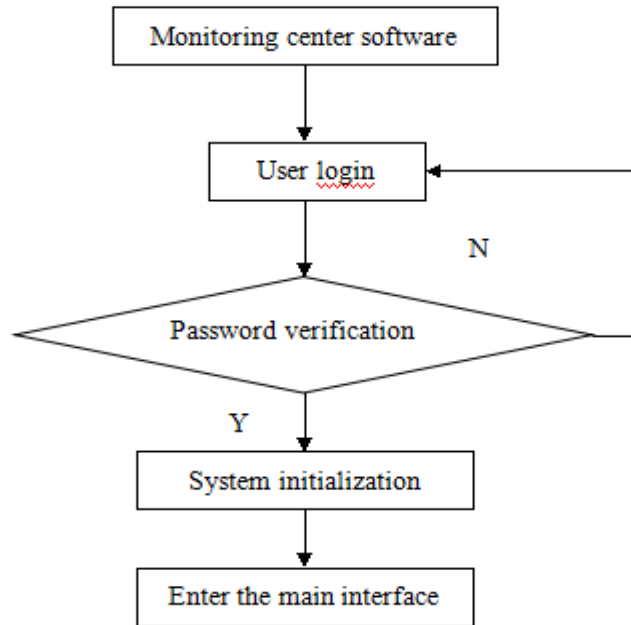 Monitoring center software
User login
N
Password verification
Y
System initialization
Enter the main interface